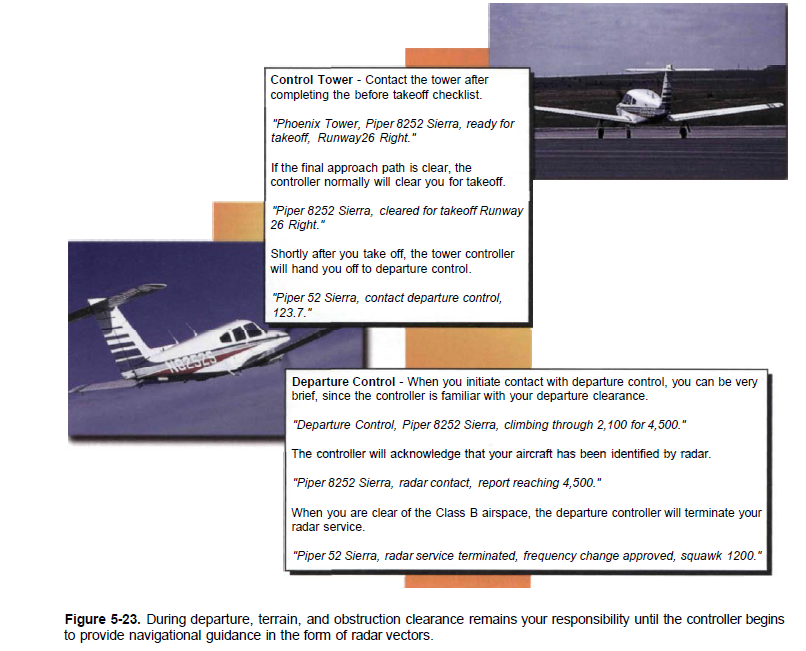 Control Tower - Contact the tower after
completing the before takeoff checklist.
"Phoenix Tower, Piper 8252 Sierra, ready for
takeoff, Runway26 Right."
If the final approach path is clear, the
controller normally will clear you for takeoff.
"Piper 8252 Sierra, cleared for takeoff Runway
26 Right."
Shortly after you take off, the tower controller
will hand you off to departure control.
"Piper 52 Sierra, contact departure control,
123.7."
N8252S
Departure Control - When you initiate contact with departure control, you can be very
brief, since the controller is familiar with your departure clearance.
"Departure Control, Piper 8252 Sierra, climbing through 2,100 for 4,500."
The controller will acknowledge that your aircraft has been identified by radar.
"Piper 8252 Sierra, radar contact, report reaching 4,500."
When you are clear of the Class B airspace, the departure controller will terminate your
radar service.
"Piper 52 Sierra, radar service terminated, frequency change approved, squawk 1200."
Figure 5-23. During departure, terrain, and obstruction clearance remains your responsibility until the controller begins
to provide navigational guidance in the form of radar vectors.